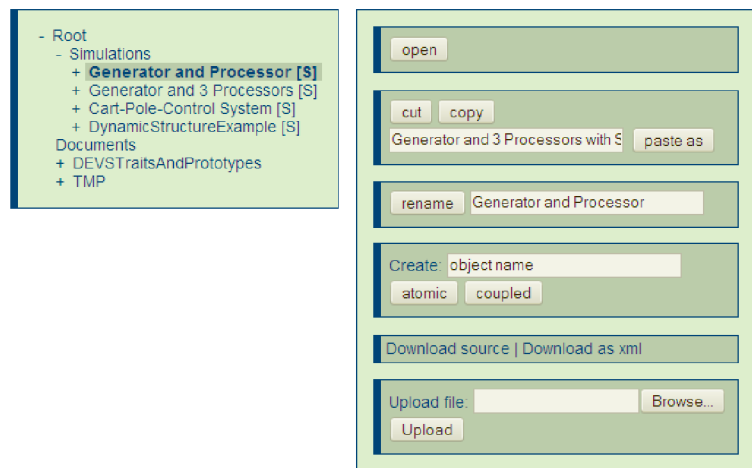 - Root
- Simulations
+ Generator and Processor [S]
+ Generator and 3 Processors [S]
+ Cart-Pole-Control System [S]
+ DynamicStructureExample [S]
Documents
+ DEVSTraitsAndPrototypes
+ TMP
open
cut copy
Generator and 3 Processors with S paste as
rename Generator and Processor
Create: object name
atomic coupled
Download source | Download as xml
Upload file: Browse...
Upload